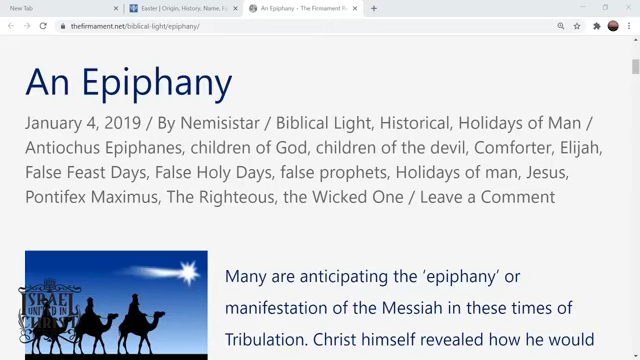 New Tab
Easter | Origin, History, Name, Fa
An Epiphany - The Firmament R
thefirmament.net/biblical-light/epiphany/
An Epiphany
January 4, 2019 / By Nemisistar / Biblical Light, Historical, Holidays of Man /
Antiochus Epiphanes, children of God, children of the devil, Comforter, Elijah,
False Feast Days, False Holy Days, false prophets, Holidays of man, Jesus,
Pontifex Maximus, The Righteous, the Wicked One / Leave a Comment
Many are anticipating the ‘epiphany’ or
manifestation of the Messiah in these times of
Tribulation. Christ himself revealed how he would
ISRAEL
UNITED IN
CHRIST